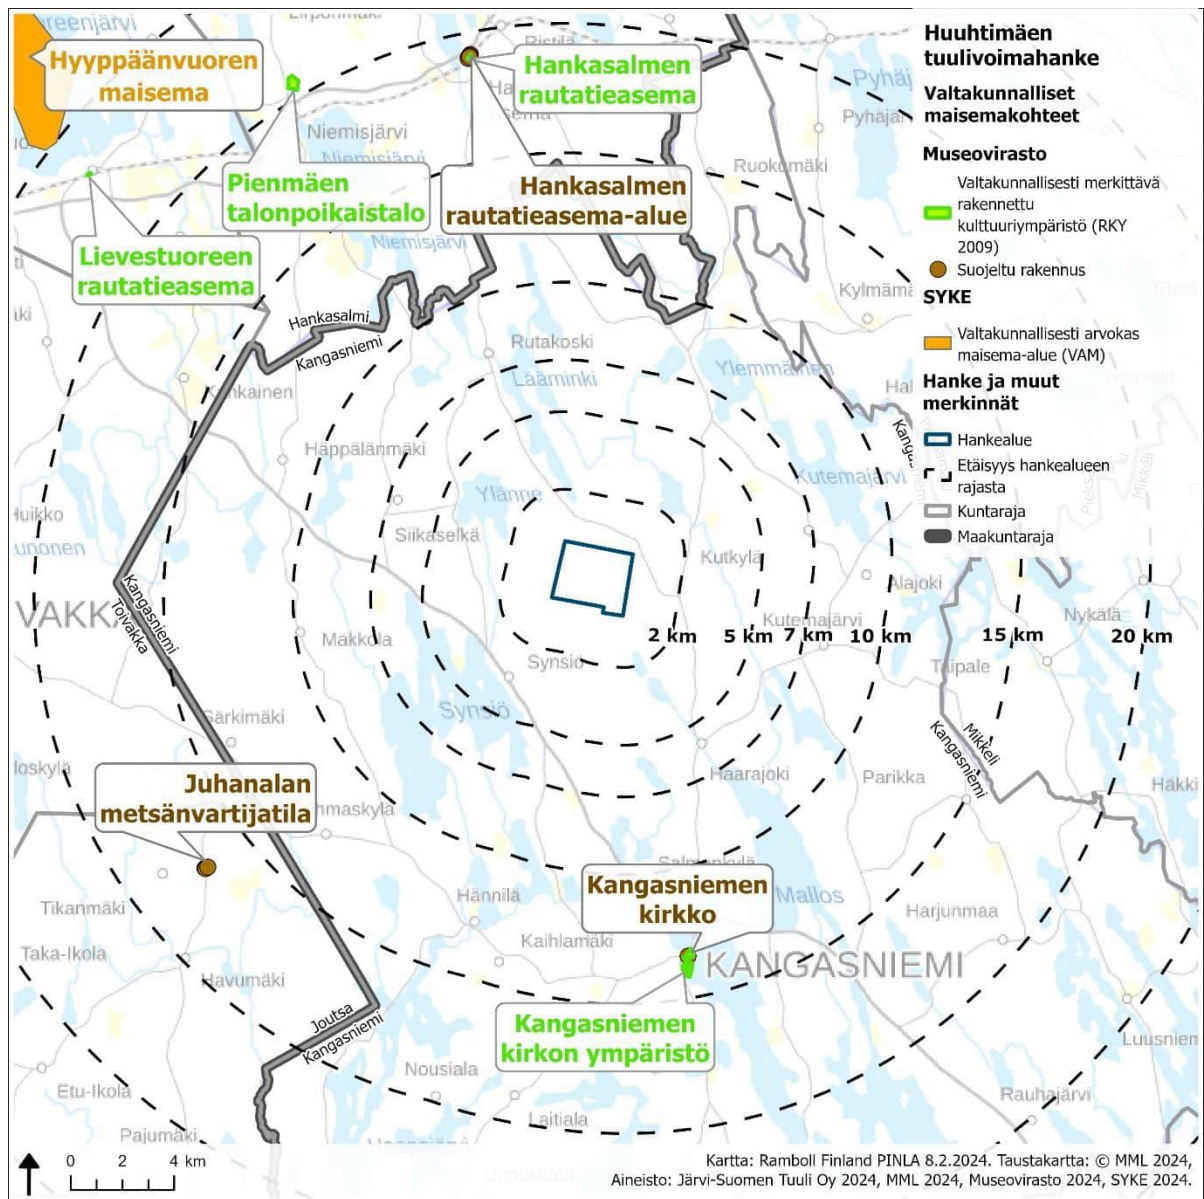 Huuhtimäen
tuulivoimahanke
Valtakunnalliset
maisemakohteet
Museovirasto
Valtakunnallisesti merkittävä
rakennettu
kulttuuriympäristö (RKY
2009)
Suojeltu rakennus
SYKE
Valtakunnallisesti arvokas
maisema-alue (VAM)
Hanke ja muut
merkinnät
Hankealue
Etäisyys hankealueen
rajasta
Kuntaraja
Maakuntaraja
Hyyppäänvuoren
maisema
Hankasalmen
rautatieasema
Pienmäen
talonpoikaistalo
Hankasalmen
rautatieasema-alue
Lievestuoreen
rautatieasema
Ristilä
Niemisjärvi
Niemisjärvi
Niemisjärvi
Ruokomäki
Hankasalmi
Kangasniemi
Rutakoski
Lääminki
Ylemmäinen
Häppälänmäki
Ylänne
Siikaselkä
Kutemajärvi
Kutkylä
Alajoki
Nykälä
Kutemajärvi
2 km
5 km
7 km
10 km
15 km
20 km
Kangasniemi
Toivakka
Makkola
Synsiö
Taipale
Synsiö
Särkimäki
Mikkeli
Kangasniemi
Haarajoki
Parikka
Juhanalan
metsänvartijatila
Kangasniemen
kirkko
Mallos
Hännilä
Tikanmäki
Harjunmaa
Taka-Ikola
Kaihlamäki
KANGASNIEMI
Havumäki
Joutsa
Kangasniemi
Kangasniemen
kirkon ympäristö
Nousiala
Etu-Ikola
Laitiala
Rauhajärvi
Pajumäki
0 2 4 km
Kartta: Ramboll Finland PINLA 8.2.2024. Taustakartta: © MML 2024,
Aineisto: Järvi-Suomen Tuuli Oy 2024, MML 2024, Museovirasto 2024, SYKE 2024.